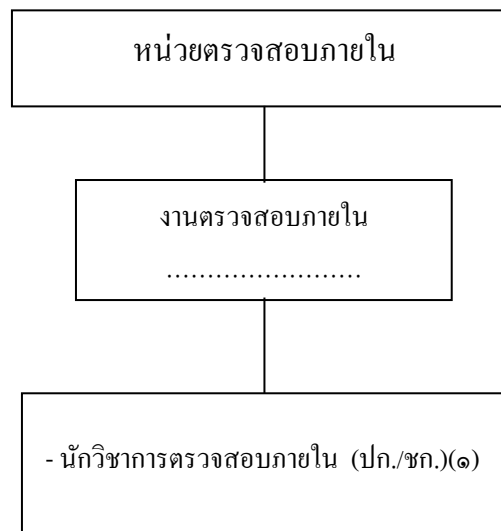 หน่วยตรวจสอบภายใน
งานตรวจสอบภายใน
........................
- นักวิชาการตรวจสอบภายใน (ปก./ชก.)(๑)